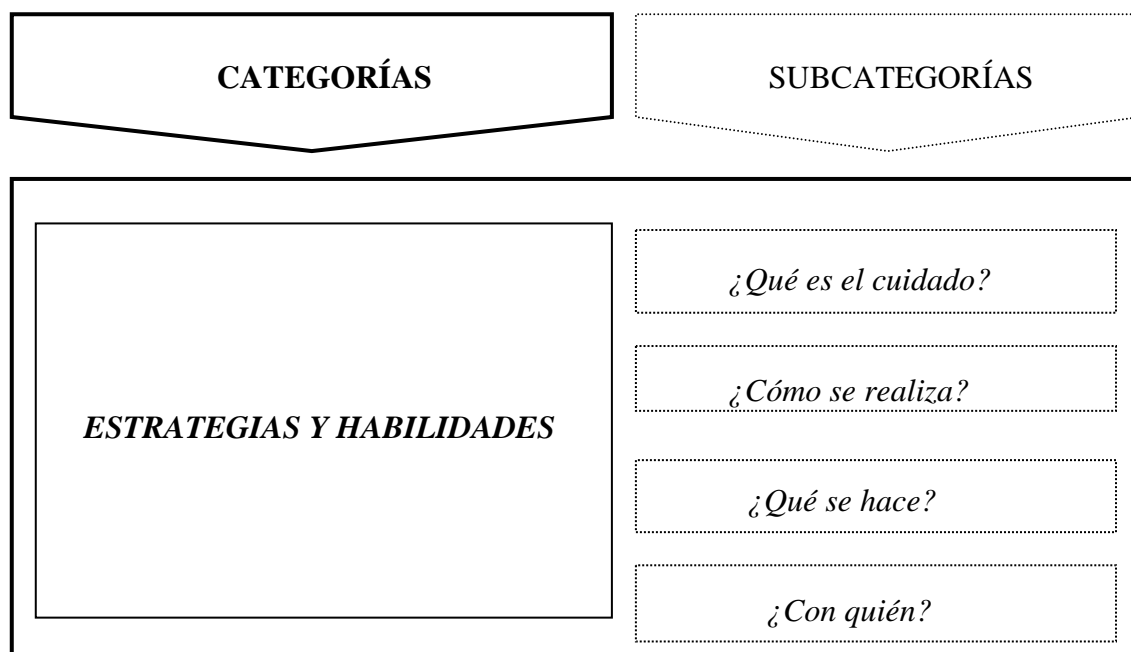 CATEGORÍAS
SUBCATEGORÍAS
ESTRATEGIAS Y HABILIDADES
¿Qué es el cuidado?
¿Cómo se realiza?
¿Qué se hace?
¿Con quién?